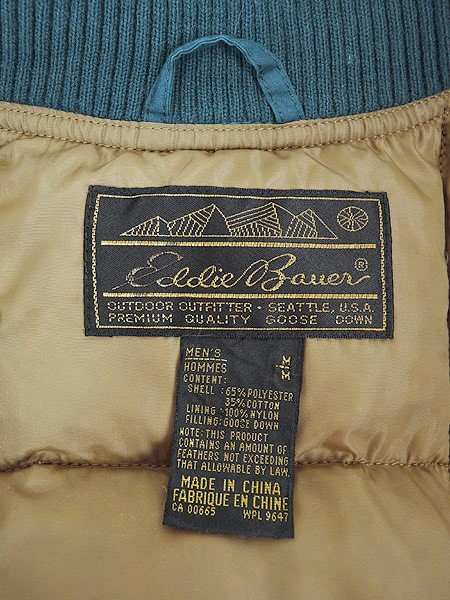 Eddie Bauer®
OUTDOOR OUTFITTER • SEATTLE, U.S.A.
PREMIUM QUALITY GOOSE DOWN
MEN'S
HOMMES
CONTENT:
SHELL : 65% POLYESTER
35% COTTON
LINING : 100% NYLON
FILLING: GOOSE DOWN
NOTE: THIS PRODUCT
CONTAINS AN AMOUNT OF
FEATHERS NOT EXCEEDING
THAT ALLOWABLE BY LAW.
MADE IN CHINA
FABRIQUE EN CHINE
CA 00665 WPL 9647